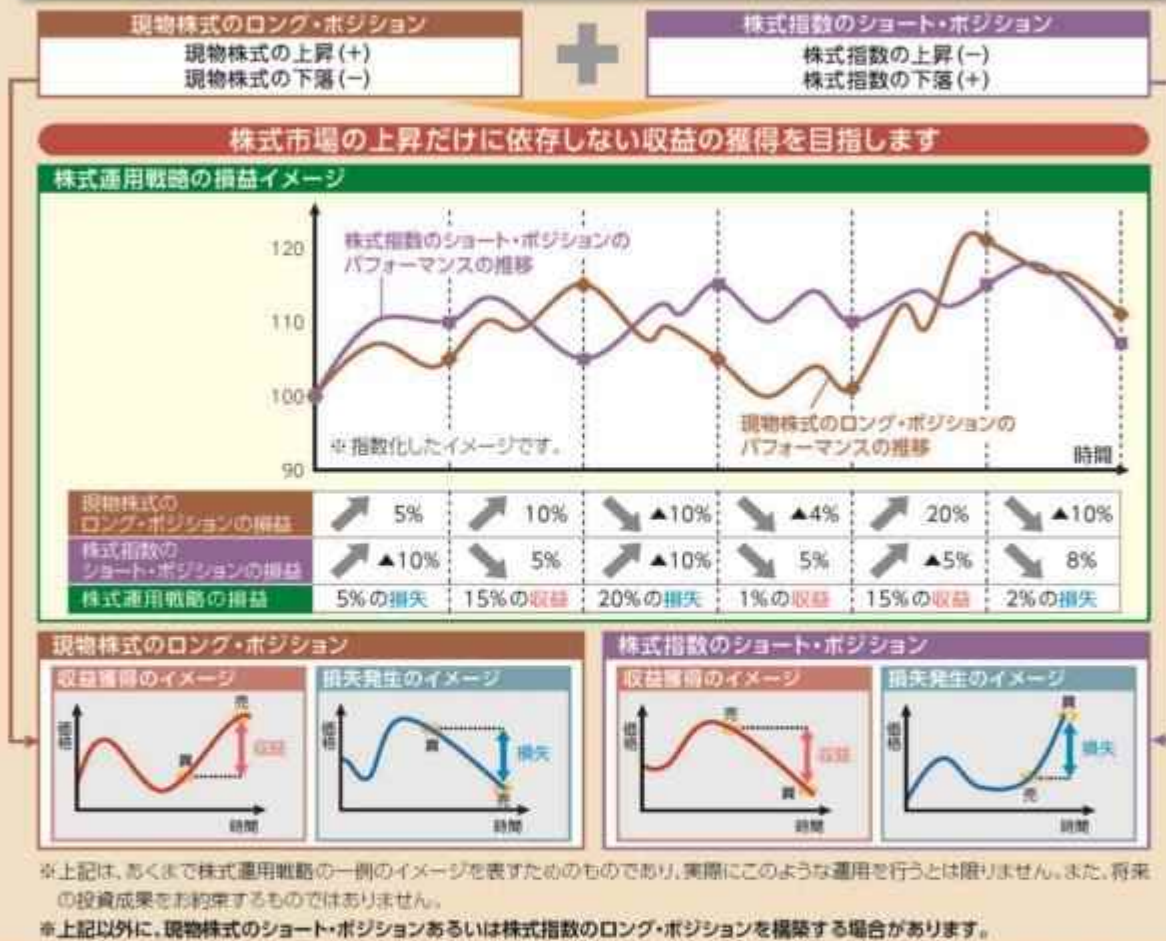 現物株式のロング・ポジション
現物株式の上昇(+)
現物株式の下落(−)
株式指数のショート・ポジション
株式指数の上昇(−)
株式指数の下落(+)
株式市場の上昇だけに依存しない収益の獲得を目指します
株式運用戦略の損益イメージ
120
110
100
90
株式指数のショート・ポジションの
パフォーマンスの推移
現物株式のロング・ポジションの
パフォーマンスの推移
※指数化したイメージです。
時間
現物株式の
ロング・ポジションの損益
5% 10% ▲10% ▲4% 20% ▲10%
株式指数の
ショート・ポジションの損益
▲10% 5% ▲10% 5% ▲5% 8%
株式運用戦略の損益
5%の損失 15%の収益 20%の損失 1%の収益 15%の収益 2%の損失
現物株式のロング・ポジション
収益獲得のイメージ
価格
買
売
収益
時間
損失発生のイメージ
価格
買
売
損失
時間
株式指数のショート・ポジション
収益獲得のイメージ
価格
売
買
収益
時間
損失発生のイメージ
価格
売
買
損失
時間
※上記は、あくまで株式運用戦略の一例のイメージを表すためのものであり、実際にこのような運用を行うとは限りません。また、将来
の投資成果をお約束するものではありません。
※上記以外に、現物株式のショート・ポジションあるいは株式指数のロング・ポジションを構築する場合があります。